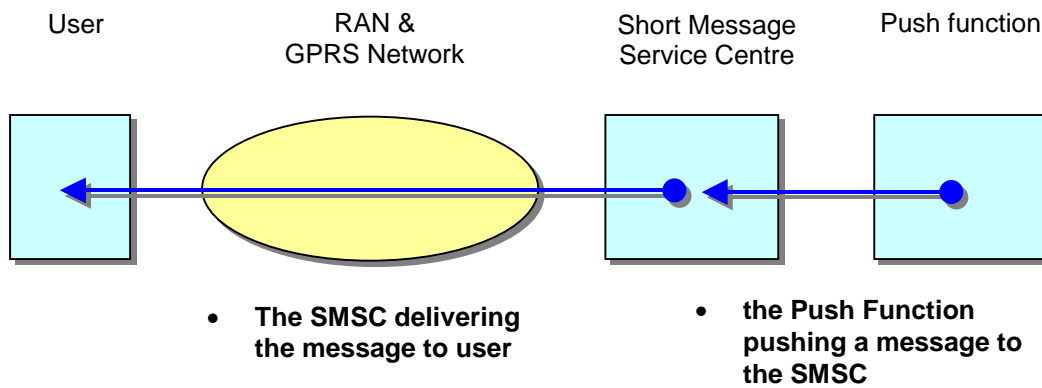 User
RAN &
GPRS Network
Short Message
Service Centre
Push function
• The SMSC delivering
the message to user
• the Push Function
pushing a message to
the SMSC